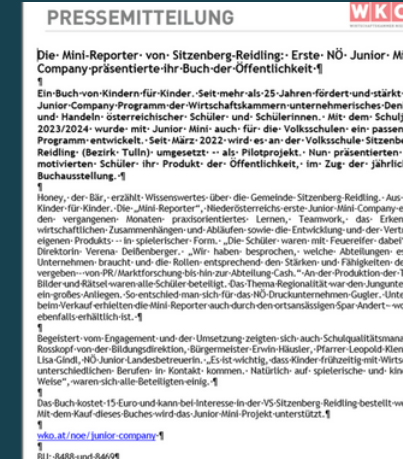 PRESSEMITTEILUNG
WKO
Die Mini-Reporter von Sitzenberg-Reidling: Erste NÖ Junior Mi
Company präsentierte ihr Buch der Öffentlichkeit
Ein Buch von Kindern für Kinder. Seit mehr als 25 Jahren fördert und stärkt
Junior Company Programm der Wirtschaftskammern unternehmerisches Den
und Handeln österreichischer Schüler und Schülerinnen. Mit dem Schulj
2023/2024 wurde mit Junior Mini auch für die Volksschulen ein passen
Programm entwickelt. Seit März 2022 wird es an der Volksschule Sitzenbe
Reidling (Bezirk Tulln) umgesetzt -- als Pilotprojekt. Nun präsentierten
motivierten Schüler ihr Produkt der Öffentlichkeit, im Zug der jährlic
Buchausstellung.
Honey, der Bär, erzählt Wissenswertes über die Gemeinde Sitzenberg-Reidling. Aus
Kinder für Kinder. Die „Mini-Reporter“, Niederösterreichs erste Junior Mini-Company e
den vergangenen Monaten praxisorientiertes Lernen, Teamwork, das Erken
wirtschaftlichen Zusammenhängen und Abläufen sowie die Entwicklung und der Vertr
eigenen Produkts -- in spielerischer Form. „Die Schüler waren mit Feuereifer dabei“
Direktorin Verena Deißenberger. „Wir haben besprochen, welche Abteilungen es
Unternehmen braucht und die Rollen entsprechend den Stärken und Fähigkeiten de
vergeben -- von PR/Marktforschung bis hin zur Abteilung Cash.“ An der Produktion der T
Bilder und Rätsel waren alle Schüler beteiligt. Das Thema Regionalität war den Jungunte
ein großes Anliegen. So entschied man sich für das NÖ Druckunternehmen Gugler. Unte
beim Verkauf erhielten die Mini-Reporter auch durch den ortsansässigen Spar Andert -- wo
ebenfalls erhältlich ist.
Begeistert vom Engagement und der Umsetzung zeigten sich auch Schulqualitätsmana
Rosskopf von der Bildungsdirektion, Bürgermeister Erwin Häusler, Pfarrer Leopold Klen
Lisa Gindl, NÖ Junior Landesbetreuerin. „Es ist wichtig, dass Kinder frühzeitig mit Wirts
unterschiedlichen Berufen in Kontakt kommen. Natürlich auf spielerische und kind
Weise“, waren sich alle Beteiligten einig.
Das Buch kostet 15 Euro und kann bei Interesse in der VS Sitzenberg-Reidling bestellt we
Mit dem Kauf dieses Buches wird das Junior Mini-Projekt unterstützt.
wko.at/noe/junior-company
BU: 8488 und 8469